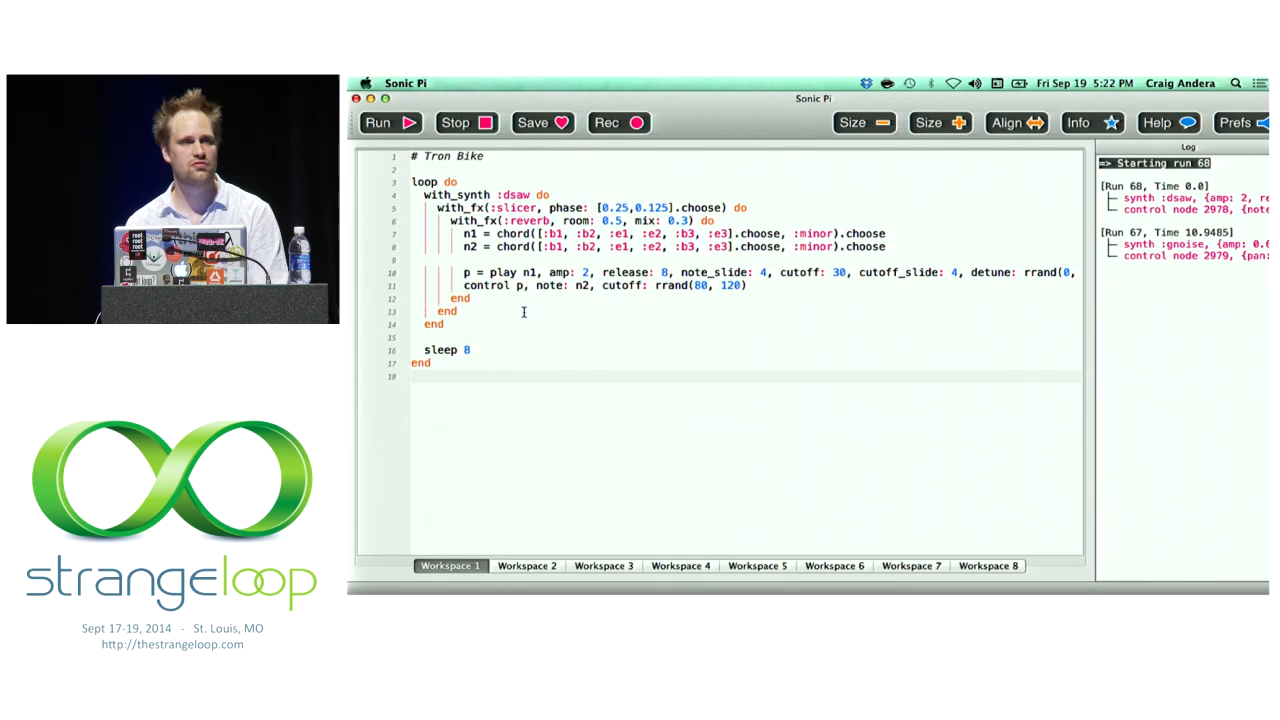 Sonic Pi
Fri Sep 19 5:22 PM Craig Andera
Sonic Pi
Run Stop Save Rec Size Size Align Info Help Prefs
Log
1 # Tron Bike
2
3 loop do
4 with_synth :dsaw do
5 with_fx(:slicer, phase: [0.25,0.125].choose) do
6 with_fx(:reverb, room: 0.5, mix: 0.3) do
7 n1 = chord([:b1, :b2, :e1, :e2, :b3, :e3].choose, :minor).choose
8 n2 = chord([:b1, :b2, :e1, :e2, :b3, :e3].choose, :minor).choose
9
10 p = play n1, amp: 2, release: 8, note_slide: 4, cutoff: 30, cutoff_slide: 4, detune: rrand(0,
11 control p, note: n2, cutoff: rrand(80, 120)
12 end
13 end
14 end
15
16 sleep 8
17 end
18
=> Starting run 68
[Run 68, Time 0.0]
synth :dsaw, {amp: 2, re
control node 2978, {note
[Run 67, Time 10.9485]
synth :gnoise, {amp: 0.6
control node 2979, {pan:
Workspace 1 Workspace 2 Workspace 3 Workspace 4 Workspace 5 Workspace 6 Workspace 7 Workspace 8
strangeloop
Sept 17-19, 2014 - St. Louis, MO
http://thestrangeloop.com